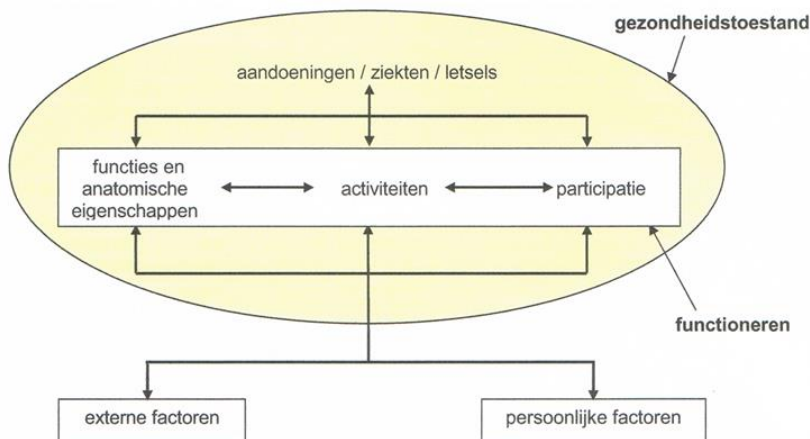 gezondheidstoestand
aandoeningen / ziekten / letsels
functies en
anatomische
eigenschappen
activiteiten
participatie
functioneren
externe factoren
persoonlijke factoren